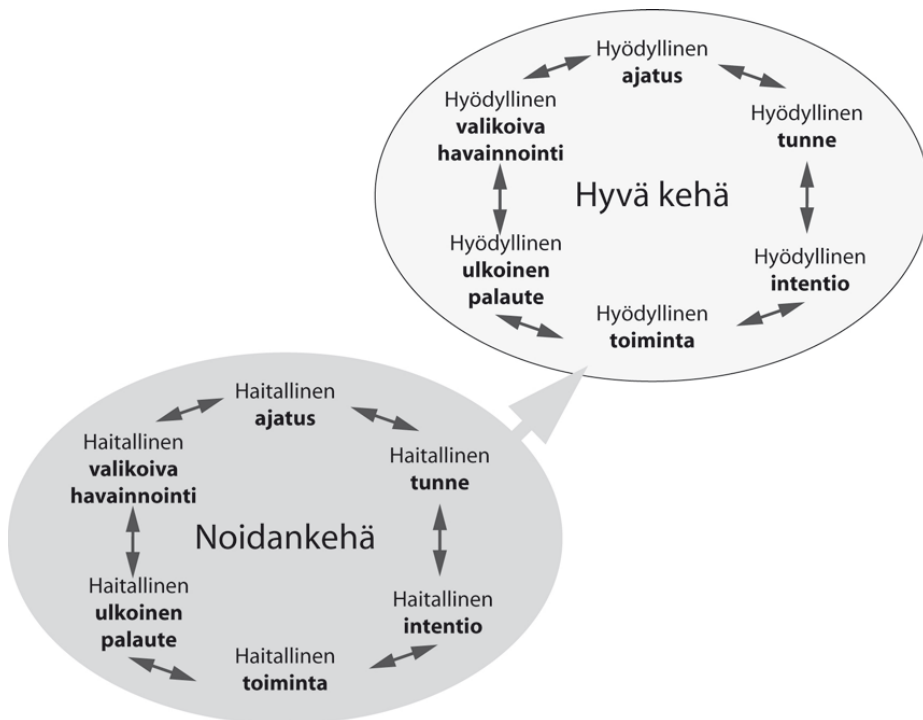 Hyödyllinen
ajatus
Hyödyllinen
valikoiva
havainnointi
Hyödyllinen
tunne
Hyvä kehä
Hyödyllinen
ulkoinen
palaute
Hyödyllinen
intentio
Hyödyllinen
toiminta
Haitallinen
ajatus
Haitallinen
valikoiva
havainnointi
Haitallinen
tunne
Noidankehä
Haitallinen
ulkoinen
palaute
Haitallinen
intentio
Haitallinen
toiminta